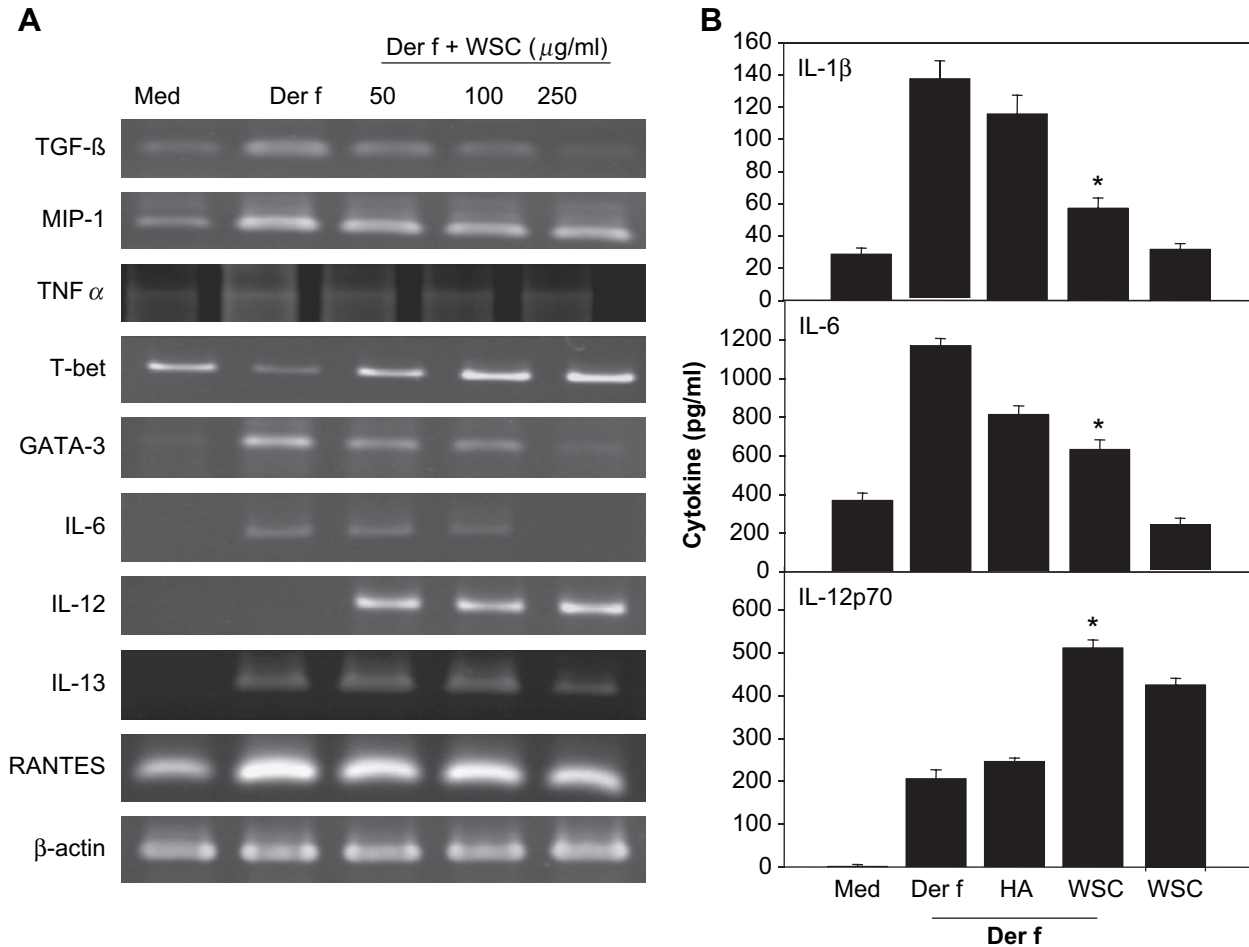 A
Der f + WSC (μg/ml)
Med Der f 50 100 250
TGF-ß
MIP-1
TNF α
T-bet
GATA-3
IL-6
IL-12
IL-13
RANTES
β-actin
B
Cytokine (pg/ml)
IL-1β
160
140
120
100
80
60
40
20
0
*
IL-6
1200
1000
800
600
400
200
0
*
IL-12p70
600
500
400
300
200
100
0
*
Med Der f HA WSC WSC
Der f